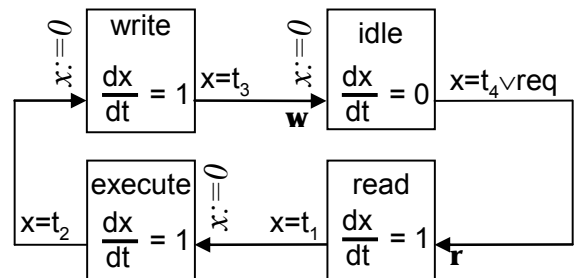 x:=0
write
dx
dt
= 1
x=t₃
w
x:=0
idle
dx
dt
= 0
x=t₄∨req
x=t₂
execute
dx
dt
= 1
x:=0
x=t₁
read
dx
dt
= 1
r